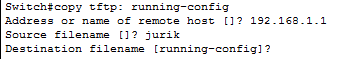 Switch#copy tftp: running-config
Address or name of remote host []? 192.168.1.1
Source filename []? jurik
Destination filename [running-config]?